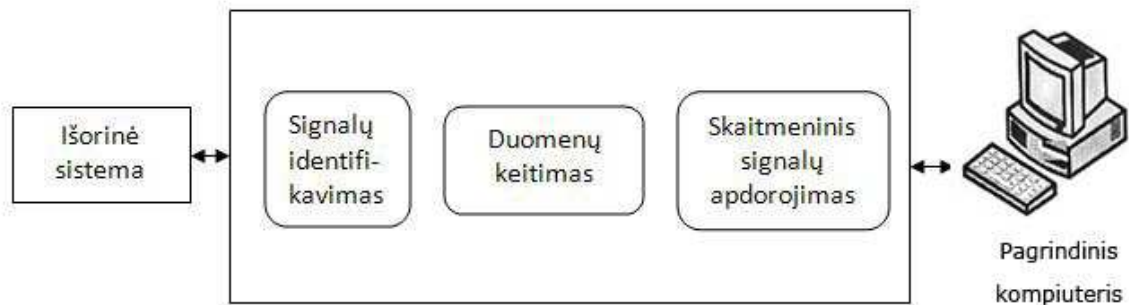 Išorinė
sistema
Signalų
identifi-
kavimas
Duomenų
keitimas
Skaitmeninis
signalų
apdorojimas
Pagrindinis
kompiuteris